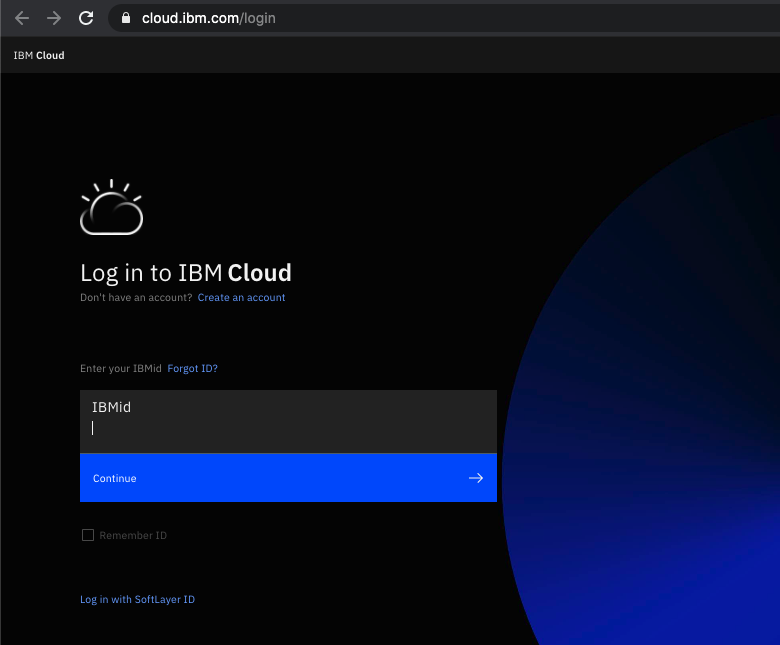 cloud.ibm.com/login
IBM Cloud
Log in to IBM Cloud
Don't have an account? Create an account
Enter your IBMid Forgot ID?
IBMid
Continue
Remember ID
Log in with SoftLayer ID